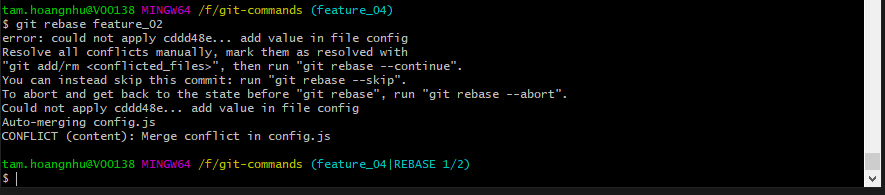 tam.hoangnhu@VOO138 MINGW64 /f/git-commands (feature_04)
$ git rebase feature_02
error: could not apply cddd48e... add value in file config
Resolve all conflicts manually, mark them as resolved with
"git add/rm <conflicted_files>", then run "git rebase --continue".
You can instead skip this commit: run "git rebase --skip".
To abort and get back to the state before "git rebase", run "git rebase --abort".
Could not apply cddd48e... add value in file config
Auto-merging config.js
CONFLICT (content): Merge conflict in config.js
tam.hoangnhu@VOO138 MINGW64 /f/git-commands (feature_04|REBASE 1/2)
$